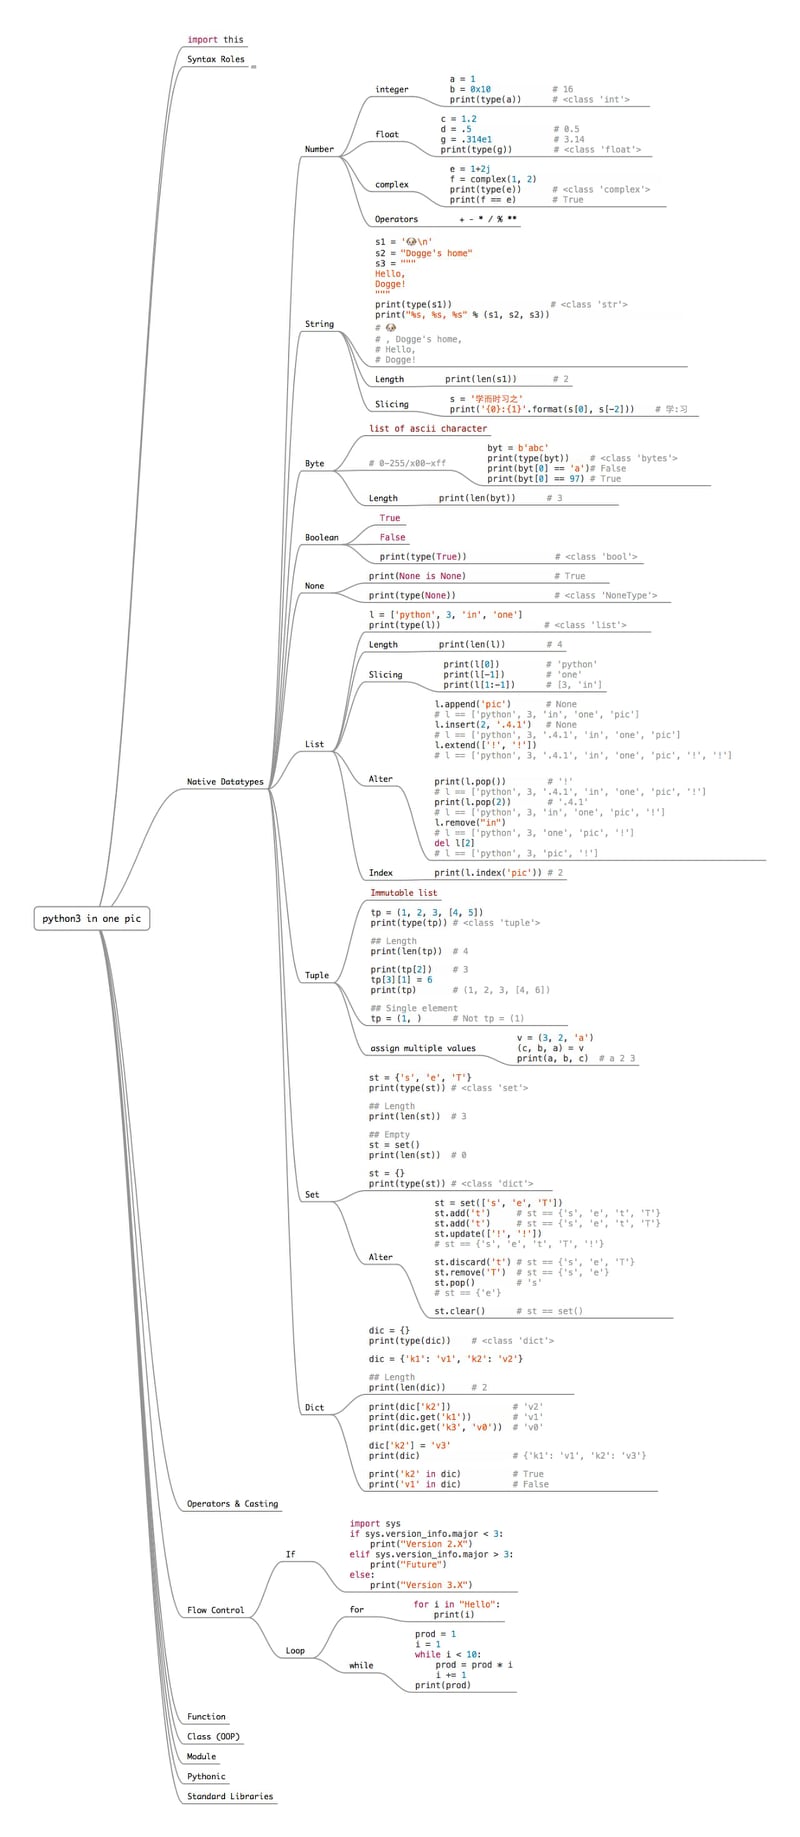 import this
Syntax Roles
python3 in one pic
Native Datatypes
Number
integer
a = 1
b = 0x10 # 16
print(type(a)) # <class 'int'>
float
c = 1.2
d = .5 # 0.5
g = .314e1 # 3.14
print(type(g)) # <class 'float'>
complex
e = 1+2j
f = complex(1, 2)
print(type(e)) # <class 'complex'>
print(f == e) # True
Operators + - * / % **
String
s1 = '🐶\n'
s2 = "Dogge's home"
s3 = """
Hello,
Dogge!
"""
print(type(s1)) # <class 'str'>
print("%s, %s, %s" % (s1, s2, s3))
# 🐶
# , Dogge's home,
# Hello,
# Dogge!
Length print(len(s1)) # 2
Slicing
s = '学而时习之'
print('{0}:{1}'.format(s[0], s[-2])) # 学:习
Byte
list of ascii character
# 0-255/x00-xff
byt = b'abc'
print(type(byt)) # <class 'bytes'>
print(byt[0] == 'a')# False
print(byt[0] == 97) # True
Length print(len(byt)) # 3
Boolean
True
False
print(type(True)) # <class 'bool'>
None
print(None is None) # True
print(type(None)) # <class 'NoneType'>
List
l = ['python', 3, 'in', 'one']
print(type(l)) # <class 'list'>
Length print(len(l)) # 4
Slicing
print(l[0]) # 'python'
print(l[-1]) # 'one'
print(l[1:-1]) # [3, 'in']
Alter
l.append('pic') # None
# l == ['python', 3, 'in', 'one', 'pic']
l.insert(2, '.4.1') # None
# l == ['python', 3, '.4.1', 'in', 'one', 'pic']
l.extend(['!', '!'])
# l == ['python', 3, '.4.1', 'in', 'one', 'pic', '!', '!']
print(l.pop()) # '!'
# l == ['python', 3, '.4.1', 'in', 'one', 'pic', '!']
print(l.pop(2)) # '.4.1'
# l == ['python', 3, 'in', 'one', 'pic', '!']
l.remove("in")
# l == ['python', 3, 'one', 'pic', '!']
del l[2]
# l == ['python', 3, 'pic', '!']
Index print(l.index('pic')) # 2
Tuple
Immutable list
tp = (1, 2, 3, [4, 5])
print(type(tp)) # <class 'tuple'>
## Length
print(len(tp)) # 4
print(tp[2]) # 3
tp[3][1] = 6
print(tp) # (1, 2, 3, [4, 6])
## Single element
tp = (1, ) # Not tp = (1)
assign multiple values
v = (3, 2, 'a')
(c, b, a) = v
print(a, b, c) # a 2 3
Set
st = {'s', 'e', 'T'}
print(type(st)) # <class 'set'>
## Length
print(len(st)) # 3
## Empty
st = set()
print(len(st)) # 0
st = {}
print(type(st)) # <class 'dict'>
Alter
st = set(['s', 'e', 'T'])
st.add('t') # st == {'s', 'e', 't', 'T'}
st.add('t') # st == {'s', 'e', 't', 'T'}
st.update(['!', '!'])
# st == {'s', 'e', 't', 'T', '!'}
st.discard('t') # st == {'s', 'e', 'T'}
st.remove('T') # st == {'s', 'e'}
st.pop() # 's'
# st == {'e'}
st.clear() # st == set()
Dict
dic = {}
print(type(dic)) # <class 'dict'>
dic = {'k1': 'v1', 'k2': 'v2'}
## Length
print(len(dic)) # 2
print(dic['k2']) # 'v2'
print(dic.get('k1')) # 'v1'
print(dic.get('k3', 'v0')) # 'v0'
dic['k2'] = 'v3'
print(dic) # {'k1': 'v1', 'k2': 'v3'}
print('k2' in dic) # True
print('v1' in dic) # False
Operators & Casting
Flow Control
If
import sys
if sys.version_info.major < 3:
print("Version 2.X")
elif sys.version_info.major > 3:
print("Future")
else:
print("Version 3.X")
Loop
for
for i in "Hello":
print(i)
while
prod = 1
i = 1
while i < 10:
prod = prod * i
i += 1
print(prod)
Function
Class (OOP)
Module
Pythonic
Standard Libraries